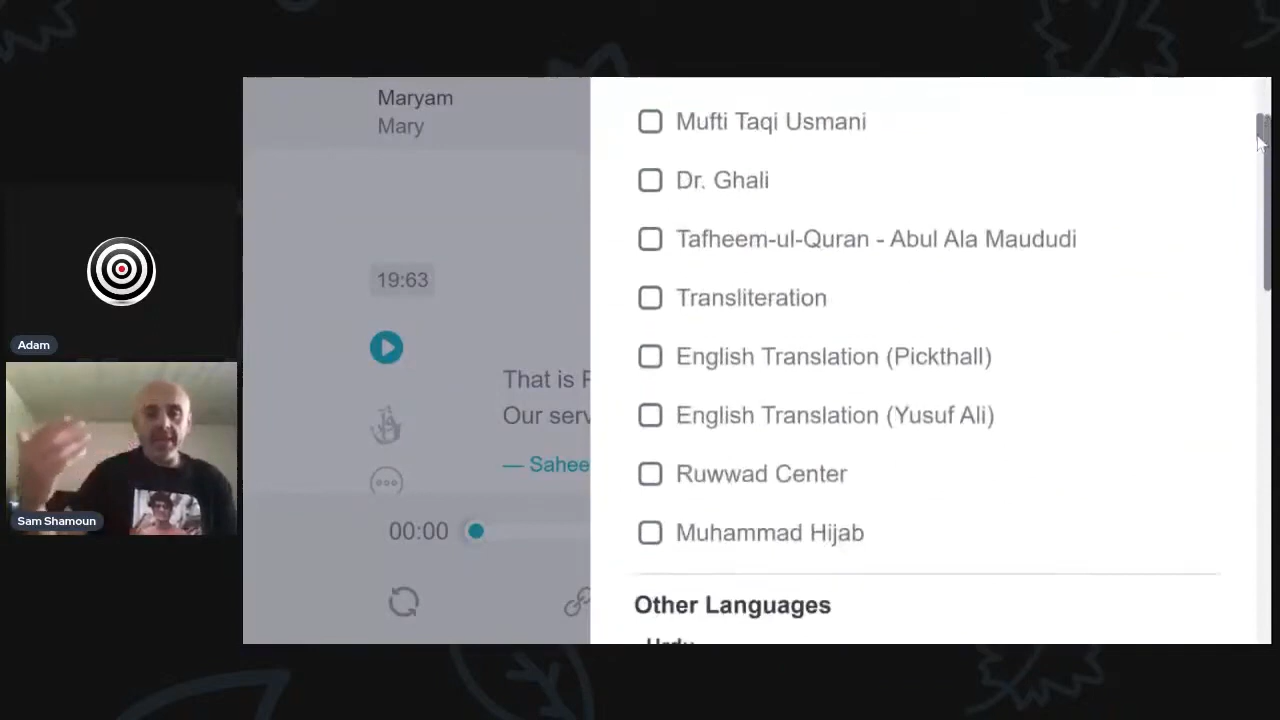 Maryam
Mary
19:63
That is
Our serv
— Sahee
00:00
Mufti Taqi Usmani
Dr. Ghali
Tafheem-ul-Quran - Abul Ala Maududi
Transliteration
English Translation (Pickthall)
English Translation (Yusuf Ali)
Ruwwad Center
Muhammad Hijab
Other Languages
Adam
Sam Shamoun